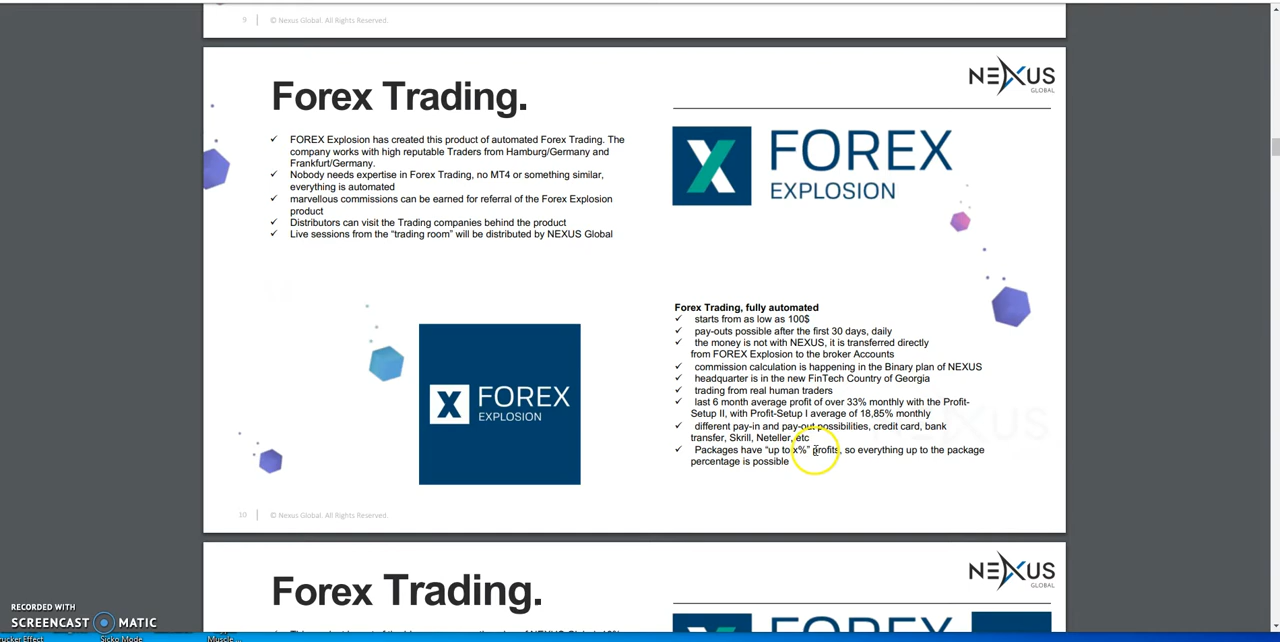 9 | © Nexus Global. All Rights Reserved.
Forex Trading.
NEXUS
GLOBAL
✓ FOREX Explosion has created this product of automated Forex Trading. The
company works with high reputable Traders from Hamburg/Germany and
Frankfurt/Germany.
✓ Nobody needs expertise in Forex Trading, no MT4 or something similar,
everything is automated
✓ marvellous commissions can be earned for referral of the Forex Explosion
product
✓ Distributors can visit the Trading companies behind the product
✓ Live sessions from the “trading room” will be distributed by NEXUS Global
X FOREX
EXPLOSION
X FOREX
EXPLOSION
Forex Trading, fully automated
✓ starts from as low as 100$
✓ pay-outs possible after the first 30 days, daily
✓ the money is not with NEXUS, it is transferred directly
from FOREX Explosion to the broker Accounts
✓ commission calculation is happening in the Binary plan of NEXUS
✓ headquarter is in the new FinTech Country of Georgia
✓ trading from real human traders
✓ last 6 month average profit of over 33% monthly with the Profit-
Setup II, with Profit-Setup I average of 18,85% monthly
✓ different pay-in and pay-out possibilities, credit card, bank
transfer, Skrill, Neteller, etc
✓ Packages have “up to x%” profits, so everything up to the package
percentage is possible
NEXUS
10 | © Nexus Global. All Rights Reserved.
Forex Trading.
NEXUS
GLOBAL
RECORDED WITH
SCREENCAST MATIC
Sicko Mode
Muscle ...